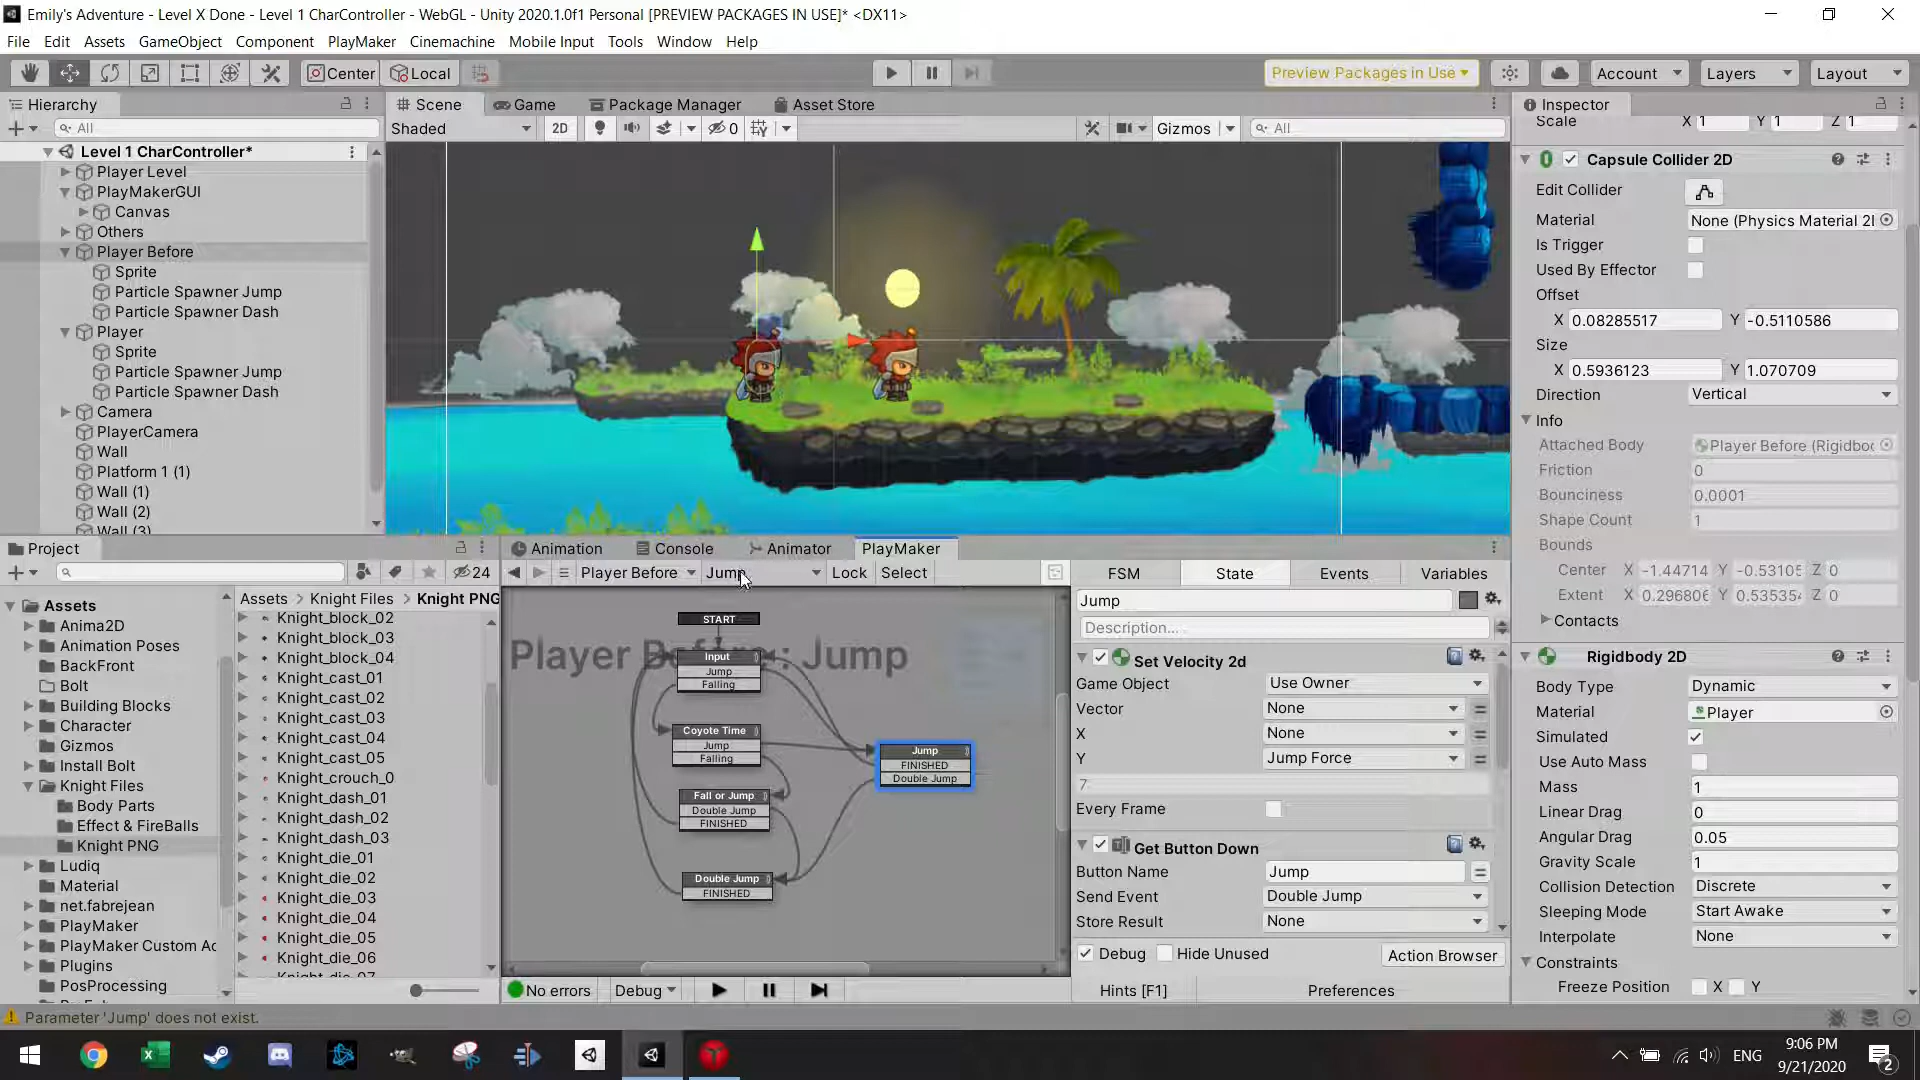 Emily's Adventure - Level X Done - Level 1 CharController - WebGL - Unity 2020.1.0f1 Personal [PREVIEW PACKAGES IN USE]* <DX11>
File Edit Assets GameObject Component PlayMaker Cinemachine Mobile Input Tools Window Help
Center Local Preview Packages in Use Account Layers Layout
Hierarchy
All
Level 1 CharController*
Player Level
PlayMakerGUI
Canvas
Others
Player Before
Sprite
Particle Spawner Jump
Particle Spawner Dash
Player
Sprite
Particle Spawner Jump
Particle Spawner Dash
Camera
PlayerCamera
Wall
Platform 1 (1)
Wall (1)
Wall (2)
Wall (3)
Scene Game Package Manager Asset Store
Shaded 2D 0 Gizmos All
Inspector
Scale X 1 Y 1 Z 1
Capsule Collider 2D
Edit Collider
Material None (Physics Material 2I
Is Trigger
Used By Effector
Offset
X 0.08285517 Y -0.5110586
Size
X 0.5936123 Y 1.070709
Direction Vertical
Info
Attached Body Player Before (Rigidboc
Friction 0
Bounciness 0.0001
Shape Count 1
Bounds
Center X -1.44714 Y -0.53105 Z 0
Extent X 0.296806 Y 0.535354 Z 0
Contacts
Rigidbody 2D
Body Type Dynamic
Material Player
Simulated
Use Auto Mass
Mass 1
Linear Drag 0
Angular Drag 0.05
Gravity Scale 1
Collision Detection Discrete
Sleeping Mode Start Awake
Interpolate None
Constraints
Freeze Position X Y
Project
24
Assets
Anima2D
Animation Poses
BackFront
Bolt
Building Blocks
Character
Gizmos
Install Bolt
Knight Files
Body Parts
Effect & FireBalls
Knight PNG
Ludiq
Material
net.fabrejean
PlayMaker
PlayMaker Custom Ac
Plugins
PosProcessing
Assets > Knight Files > Knight PNG
Knight_block_02
Knight_block_03
Knight_block_04
Knight_cast_01
Knight_cast_02
Knight_cast_03
Knight_cast_04
Knight_cast_05
Knight_crouch_0
Knight_dash_01
Knight_dash_02
Knight_dash_03
Knight_die_01
Knight_die_02
Knight_die_03
Knight_die_04
Knight_die_05
Knight_die_06
Knight_die_07
Animation Console Animator PlayMaker
Player Before Jump Lock Select
Player Before : Jump
START
Input
Jump
Falling
Coyote Time
Jump
Falling
Fall or Jump
Double Jump
FINISHED
Double Jump
FINISHED
Jump
FINISHED
Double Jump
No errors Debug
FSM State Events Variables
Jump
Description...
Set Velocity 2d
Game Object Use Owner
Vector None
X None
Y Jump Force
7
Every Frame
Get Button Down
Button Name Jump
Send Event Double Jump
Store Result None
Debug Hide Unused Action Browser
Hints [F1] Preferences
Parameter 'Jump' does not exist.
ENG
9:06 PM
9/21/2020
2